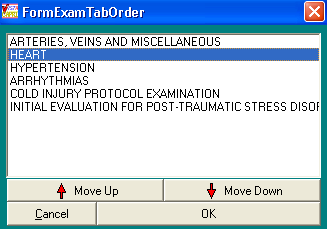 FormExamTabOrder
ARTERIES, VEINS AND MISCELLANEOUS
HEART
HYPERTENSION
ARRHYTHMIAS
COLD INJURY PROTOCOL EXAMINATION
INITIAL EVALUATION FOR POST-TRAUMATIC STRESS DISOR
Move Up Move Down
Cancel OK